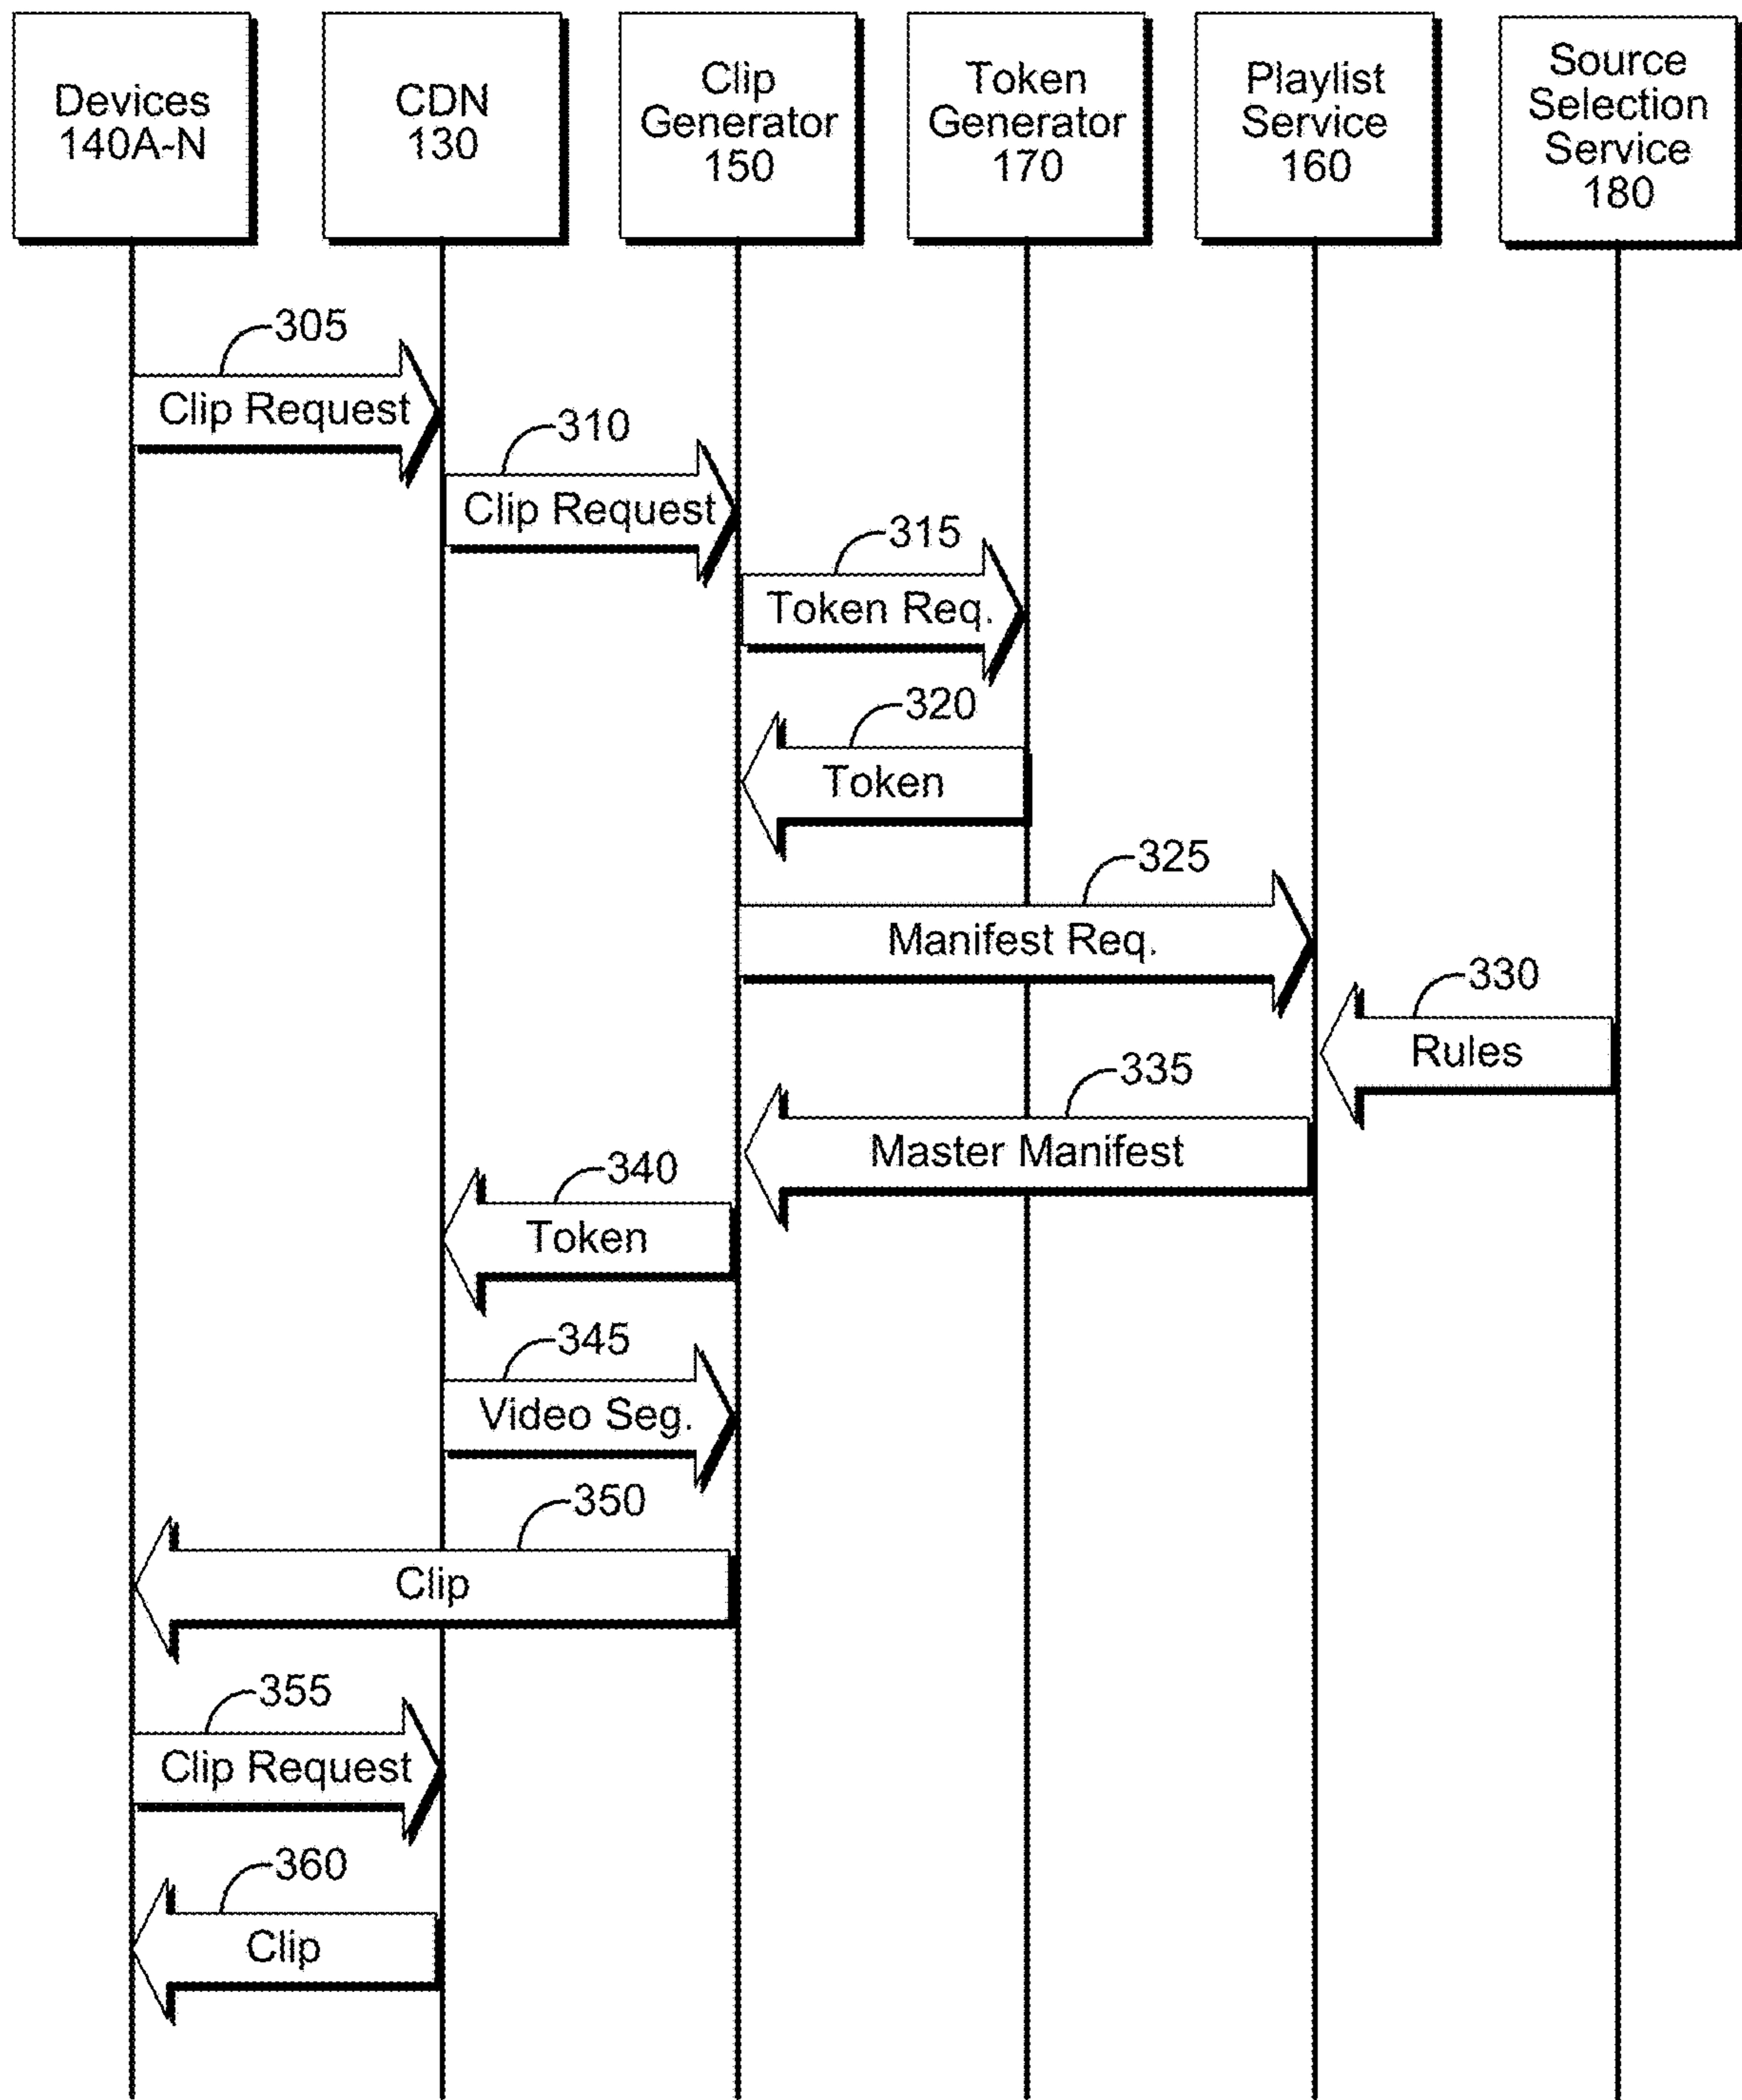 Devices
140A-N
CDN
130
Clip
Generator
150
Token
Generator
170
Playlist
Service
160
Source
Selection
Service
180
305
Clip Request
310
Clip Request
315
Token Req.
320
Token
325
Manifest Req.
330
Rules
335
Master Manifest
340
Token
345
Video Seg.
350
Clip
355
Clip Request
360
Clip